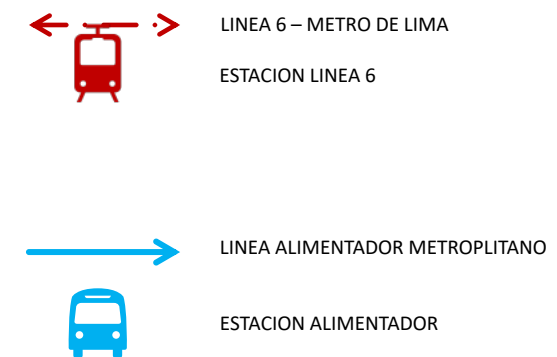 LINEA 6 – METRO DE LIMA
ESTACION LINEA 6
LINEA ALIMENTADOR METROPLITANO
ESTACION ALIMENTADOR